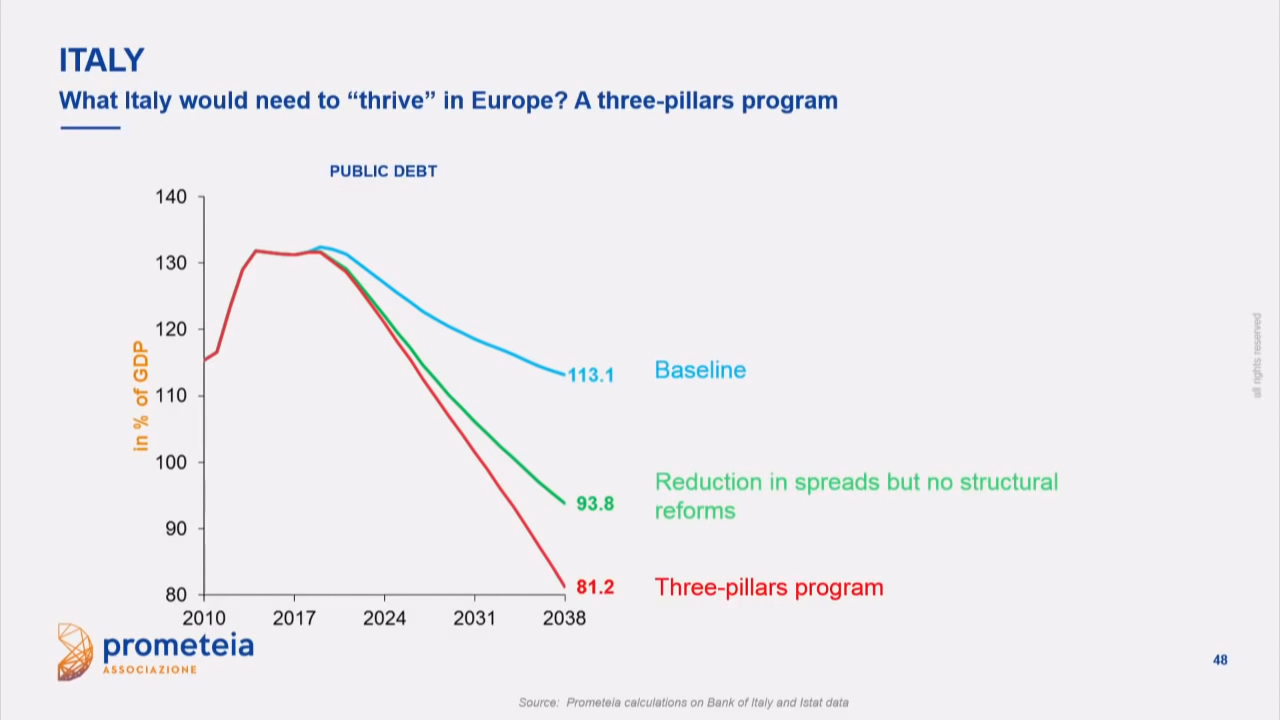 ITALY
What Italy would need to “thrive” in Europe? A three-pillars program
PUBLIC DEBT
in % of GDP
140
130
120
110
100
90
80
2010 2017 2024 2031 2038
113.1
93.8
81.2
Baseline
Reduction in spreads but no structural
reforms
Three-pillars program
all rights reserved
prometeia
ASSOCIAZIONE
48
Source: Prometeia calculations on Bank of Italy and Istat data